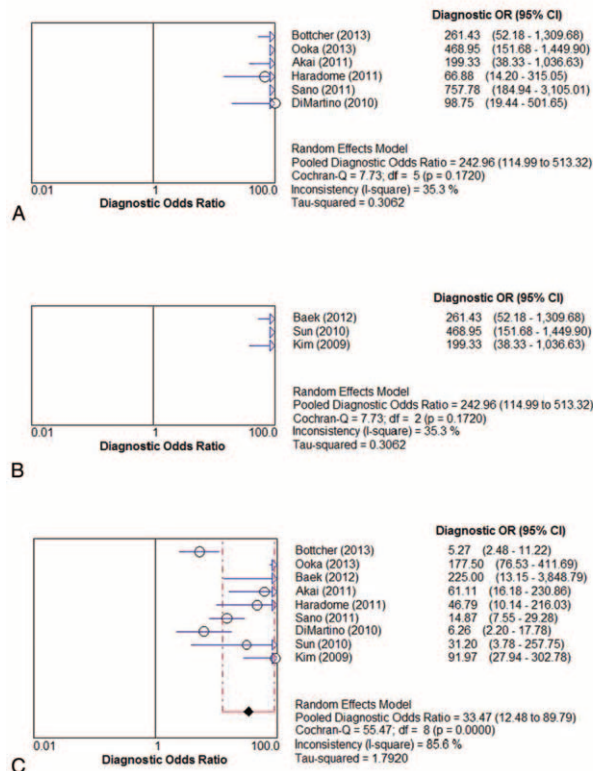 Diagnostic OR (95% CI)
Bottcher (2013) 261.43 (52.18 - 1,309.68)
Ooka (2013) 468.95 (151.68 - 1,449.90)
Akai (2011) 199.33 (38.33 - 1,036.63)
Haradome (2011) 66.88 (14.20 - 315.05)
Sano (2011) 757.78 (184.94 - 3,105.01)
DiMartino (2010) 98.75 (19.44 - 501.65)
Random Effects Model
Pooled Diagnostic Odds Ratio = 242.96 (114.99 to 513.32)
Cochran-Q = 7.73; df = 5 (p = 0.1720)
Inconsistency (I-square) = 35.3 %
Tau-squared = 0.3062
0.01 1 100.0
Diagnostic Odds Ratio
A
Diagnostic OR (95% CI)
Baek (2012) 261.43 (52.18 - 1,309.68)
Sun (2010) 468.95 (151.68 - 1,449.90)
Kim (2009) 199.33 (38.33 - 1,036.63)
Random Effects Model
Pooled Diagnostic Odds Ratio = 242.96 (114.99 to 513.32)
Cochran-Q = 7.73; df = 2 (p = 0.1720)
Inconsistency (I-square) = 35.3 %
Tau-squared = 0.3062
0.01 1 100.0
Diagnostic Odds Ratio
B
Diagnostic OR (95% CI)
Bottcher (2013) 5.27 (2.48 - 11.22)
Ooka (2013) 177.50 (76.53 - 411.69)
Baek (2012) 225.00 (13.15 - 3,848.79)
Akai (2011) 61.11 (16.18 - 230.86)
Haradome (2011) 46.79 (10.14 - 216.03)
Sano (2011) 14.87 (7.55 - 29.28)
DiMartino (2010) 6.26 (2.20 - 17.78)
Sun (2010) 31.20 (3.78 - 257.75)
Kim (2009) 91.97 (27.94 - 302.78)
Random Effects Model
Pooled Diagnostic Odds Ratio = 33.47 (12.48 to 89.79)
Cochran-Q = 55.47; df = 8 (p = 0.0000)
Inconsistency (I-square) = 85.6 %
Tau-squared = 1.7920
0.01 1 100.0
Diagnostic Odds Ratio
C